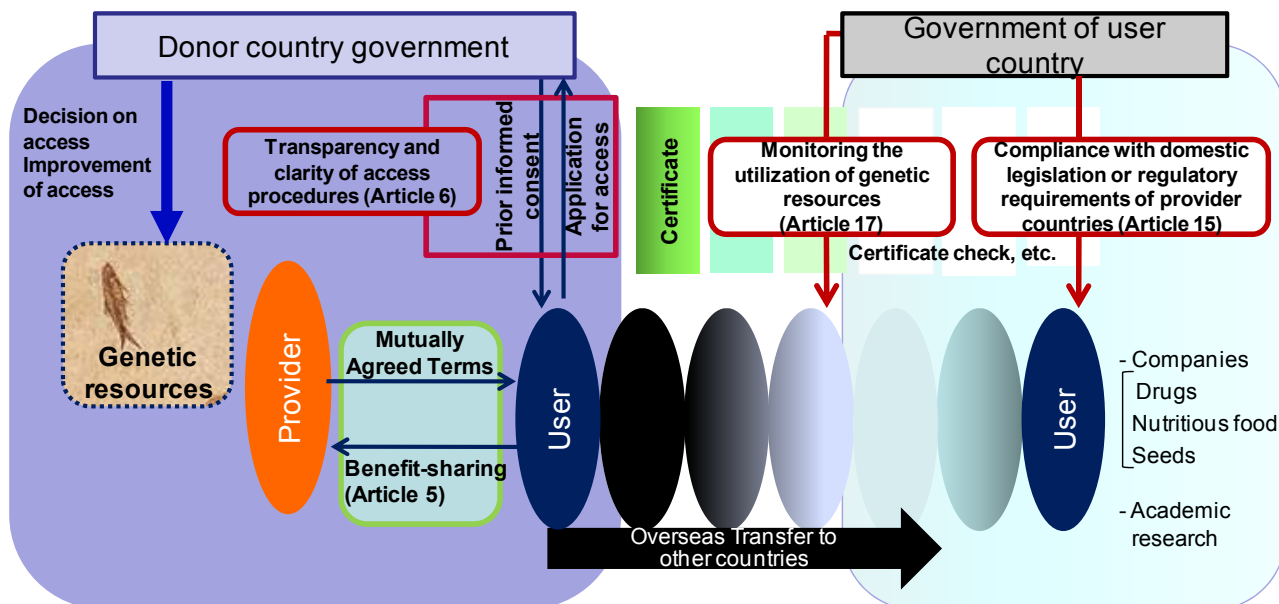 Donor country government
Government of user
country
Decision on
access
Improvement
of access
Transparency and
clarity of access
procedures (Article 6)
Prior informed
consent
Application
for access
Certificate
Monitoring the
utilization of genetic
resources
(Article 17)
Compliance with domestic
legislation or regulatory
requirements of provider
countries (Article 15)
Certificate check, etc.
Genetic
resources
Provider
Mutually
Agreed Terms
Benefit-sharing
(Article 5)
User
User
- Companies
Drugs
Nutritious food
Seeds
- Academic
research
Overseas Transfer to
other countries